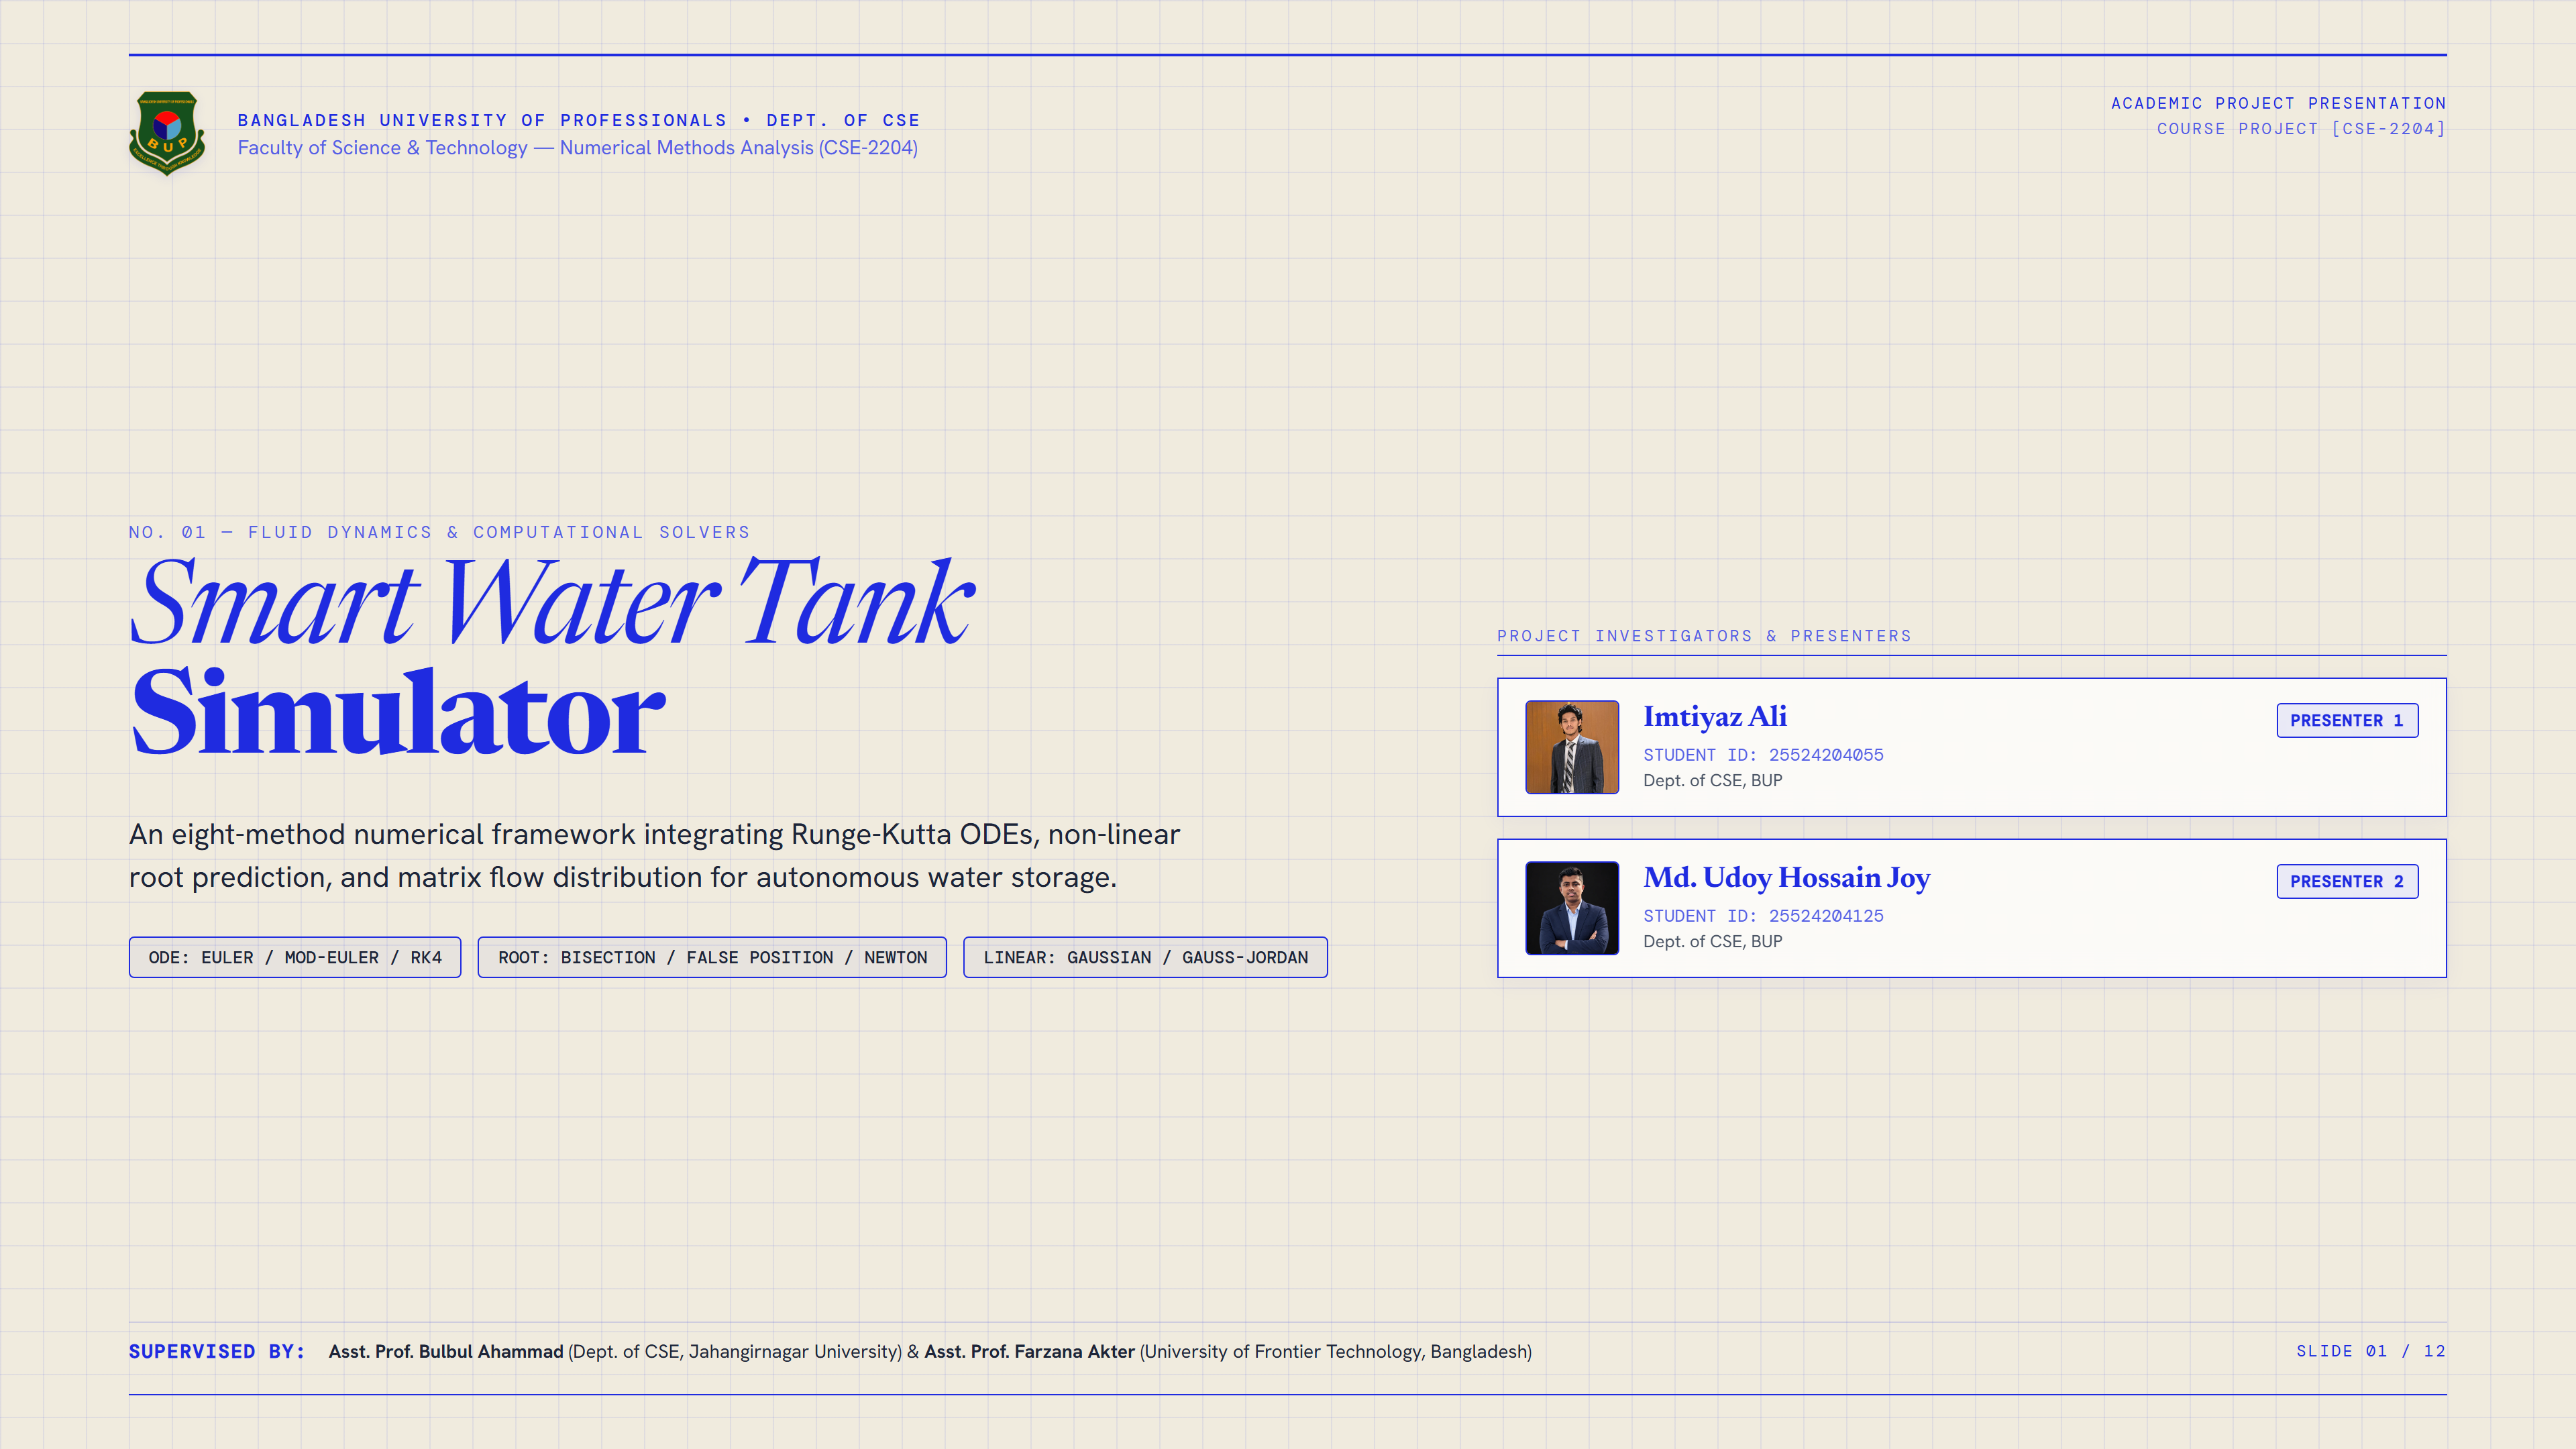 BUP
BANGLADESH UNIVERSITY OF PROFESSIONALS • DEPT. OF CSE
Faculty of Science & Technology — Numerical Methods Analysis (CSE-2204)
ACADEMIC PROJECT PRESENTATION
COURSE PROJECT [CSE-2204]
NO. 01 — FLUID DYNAMICS & COMPUTATIONAL SOLVERS
Smart Water Tank
Simulator
An eight-method numerical framework integrating Runge-Kutta ODEs, non-linear
root prediction, and matrix flow distribution for autonomous water storage.
ODE: EULER / MOD-EULER / RK4
ROOT: BISECTION / FALSE POSITION / NEWTON
LINEAR: GAUSSIAN / GAUSS-JORDAN
PROJECT INVESTIGATORS & PRESENTERS
Imtiyaz Ali
PRESENTER 1
STUDENT ID: 25524204055
Dept. of CSE, BUP
Md. Udoy Hossain Joy
PRESENTER 2
STUDENT ID: 25524204125
Dept. of CSE, BUP
SUPERVISED BY: Asst. Prof. Bulbul Ahammad (Dept. of CSE, Jahangirnagar University) & Asst. Prof. Farzana Akter (University of Frontier Technology, Bangladesh)
SLIDE 01 / 12